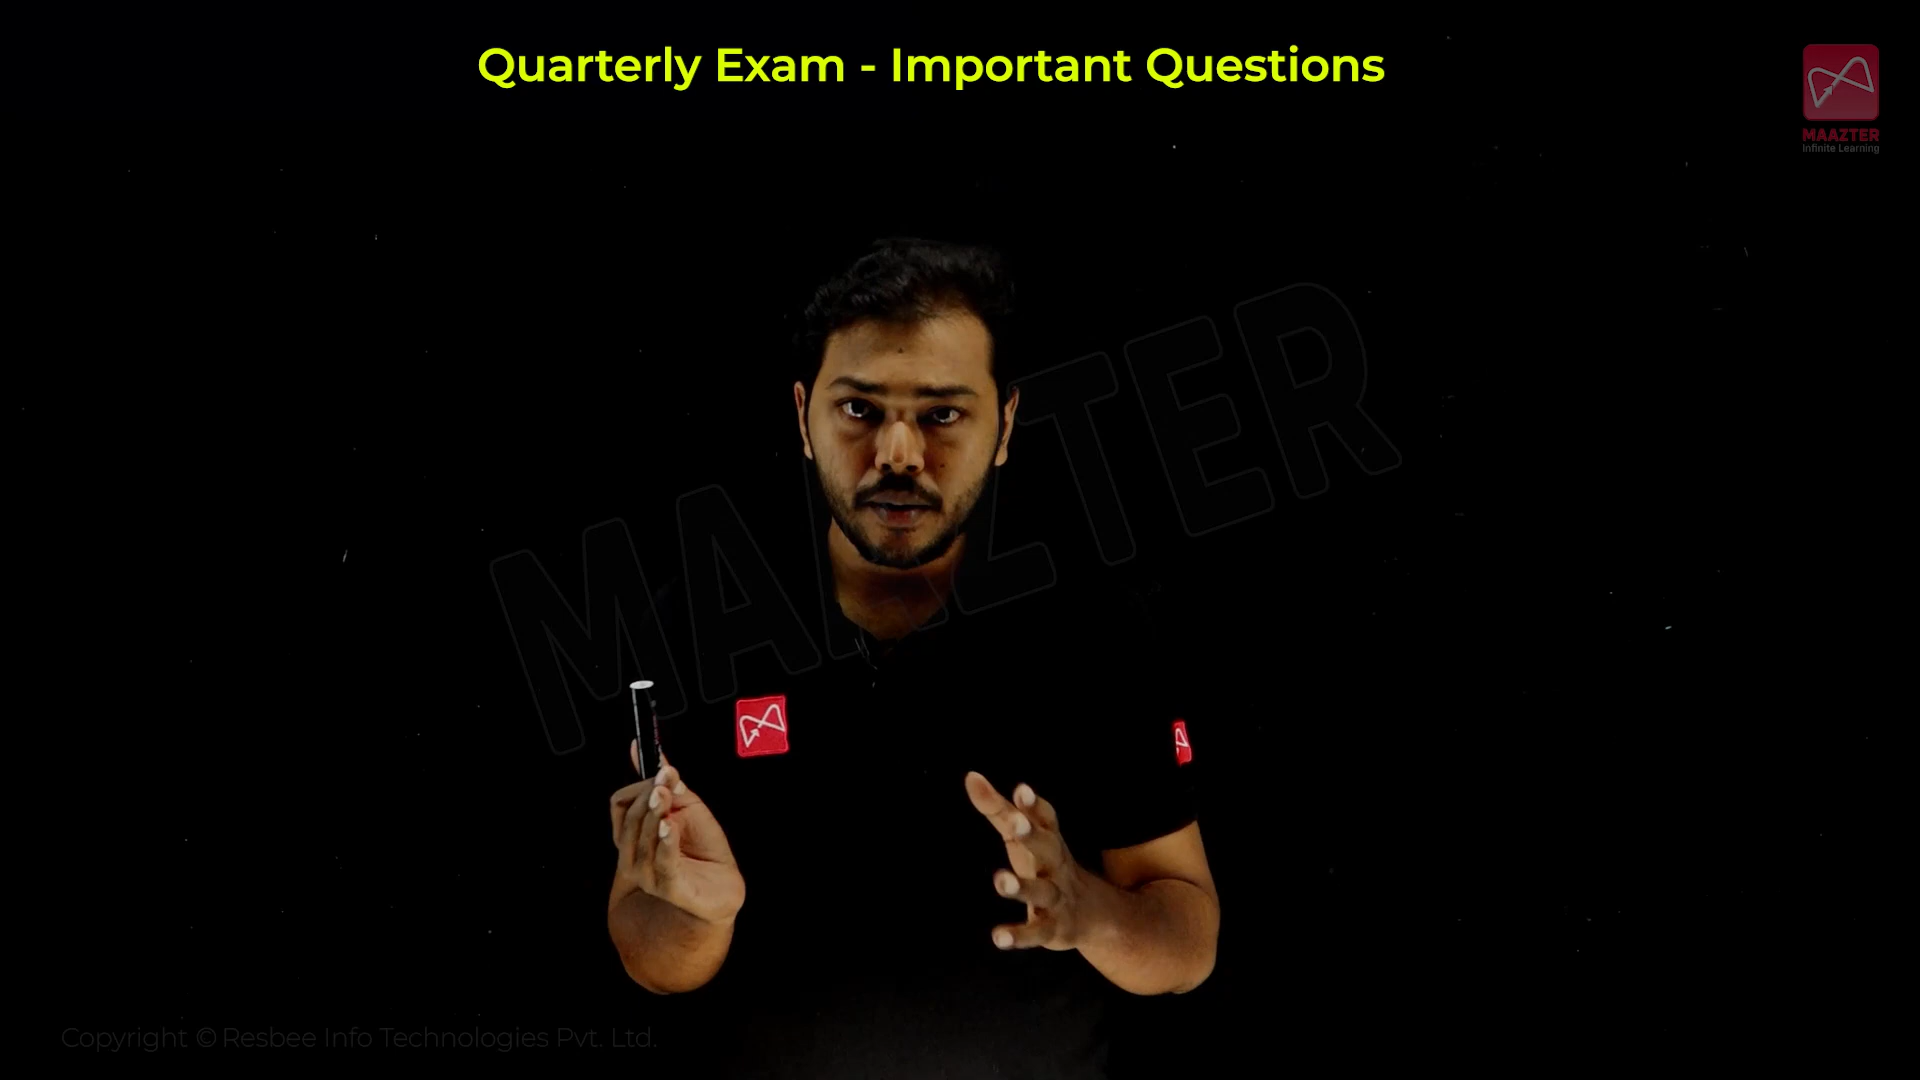 Quarterly Exam - Important Questions
MAAZTER
Infinite Learning
MAAZTER
Copyright © Resbee Info Technologies Pvt. Ltd.